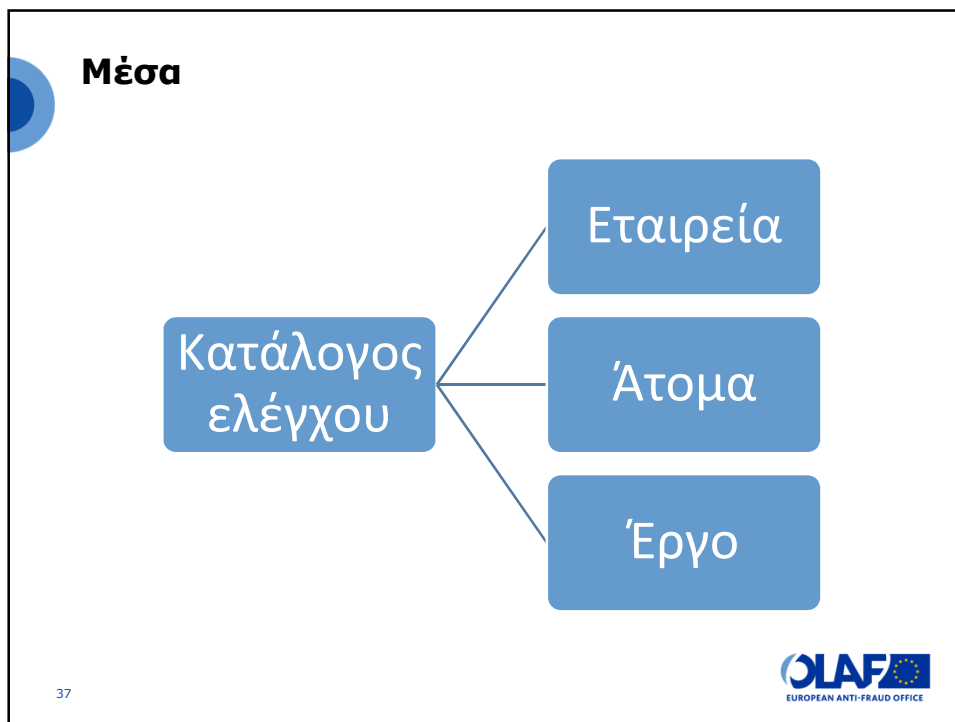 Μέσα
Κατάλογος
ελέγχου
Εταιρεία
Άτομα
Έργο
37
OLAF
EUROPEAN ANTI-FRAUD OFFICE